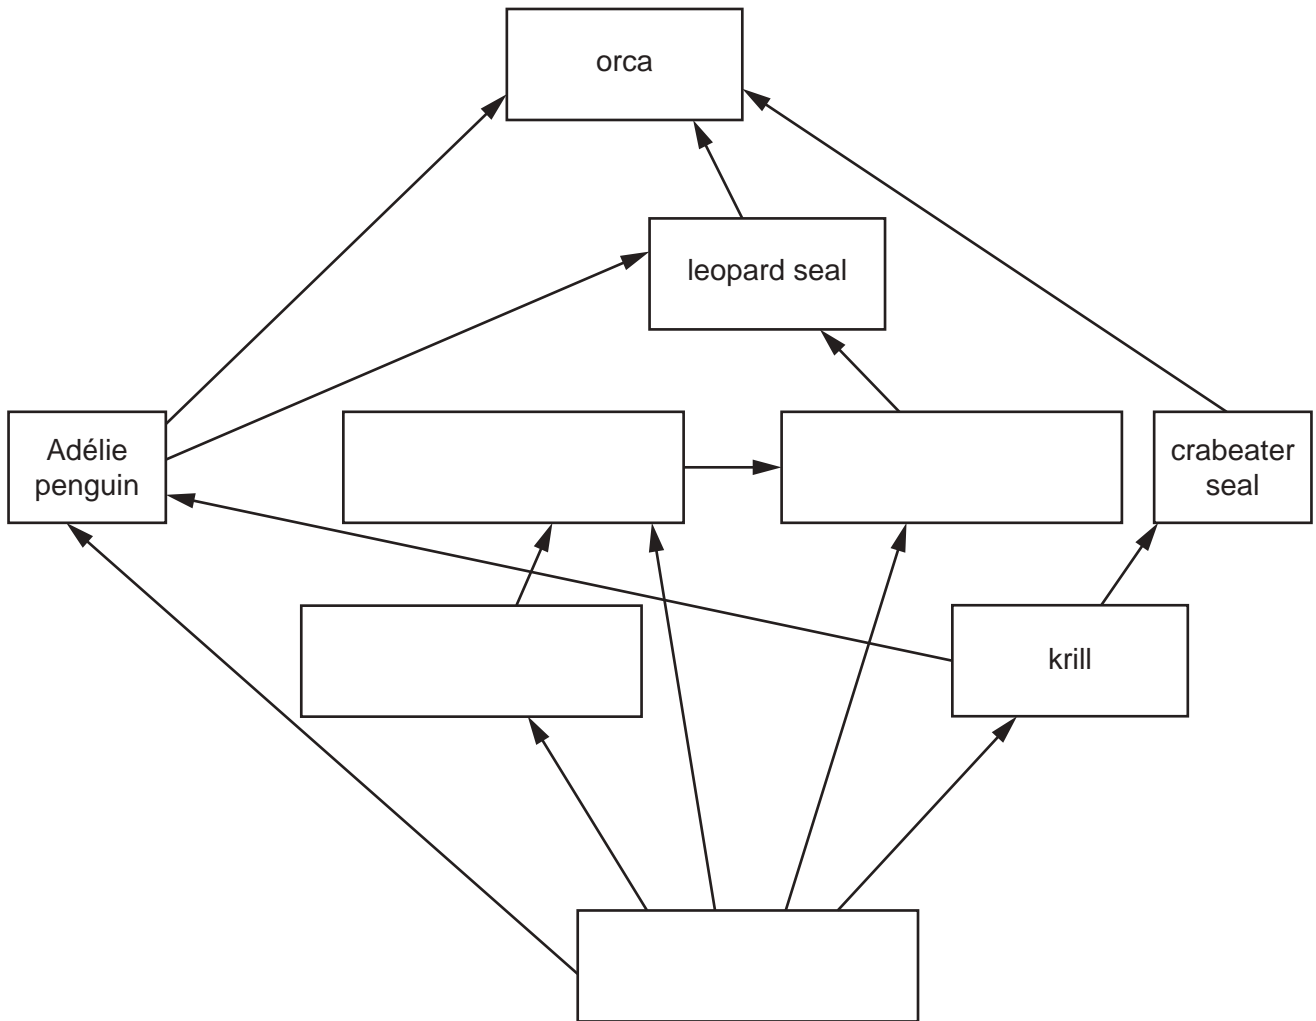 orca
leopard seal
Adélie
penguin
crabeater
seal
krill